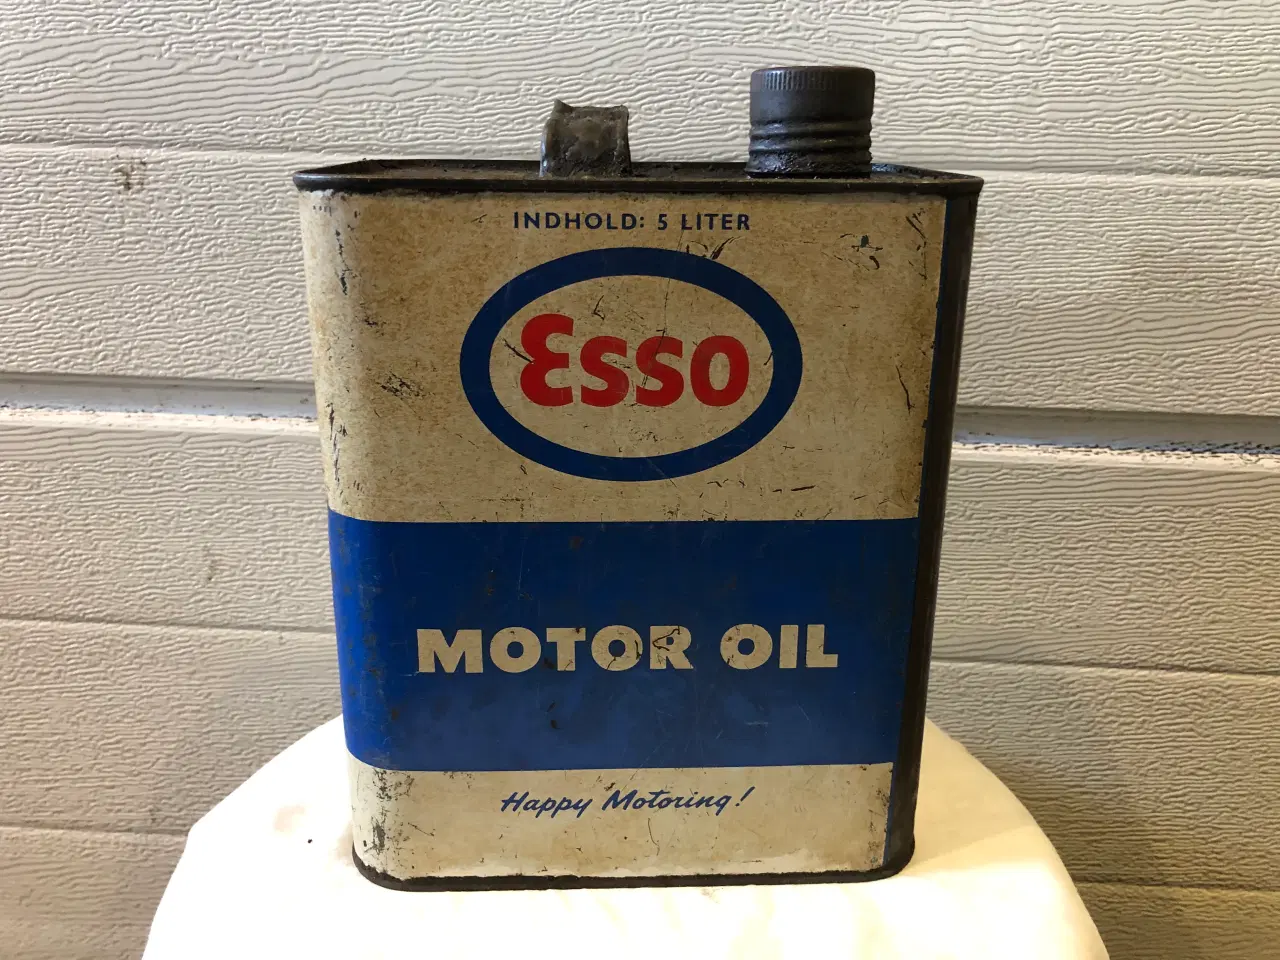 INDHOLD: 5 LITER
Esso
MOTOR OIL
Happy Motoring!